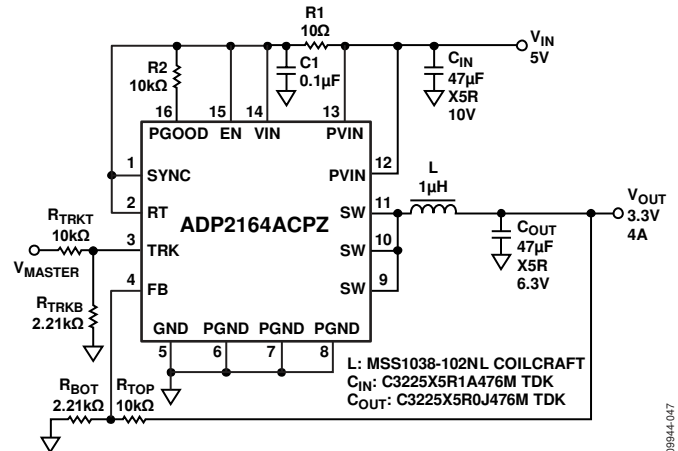 R1
10Ω
VIN
5V
R2
10kΩ
C1
0.1µF
CIN
47µF
X5R
10V
16
15
14
13
PGOOD
EN
VIN
PVIN
1
SYNC
PVIN
12
L
1µH
2
RT
ADP2164ACPZ
SW
11
VOUT
3.3V
4A
RTRKT
10kΩ
3
TRK
SW
10
COUT
47µF
X5R
6.3V
VMASTER
4
FB
SW
9
RTRKB
2.21kΩ
GND
PGND
PGND
PGND
5
6
7
8
L: MSS1038-102NL COILCRAFT
CIN: C3225X5R1A476M TDK
COUT: C3225X5R0J476M TDK
RBOT
2.21kΩ
RTOP
10kΩ
09944-047